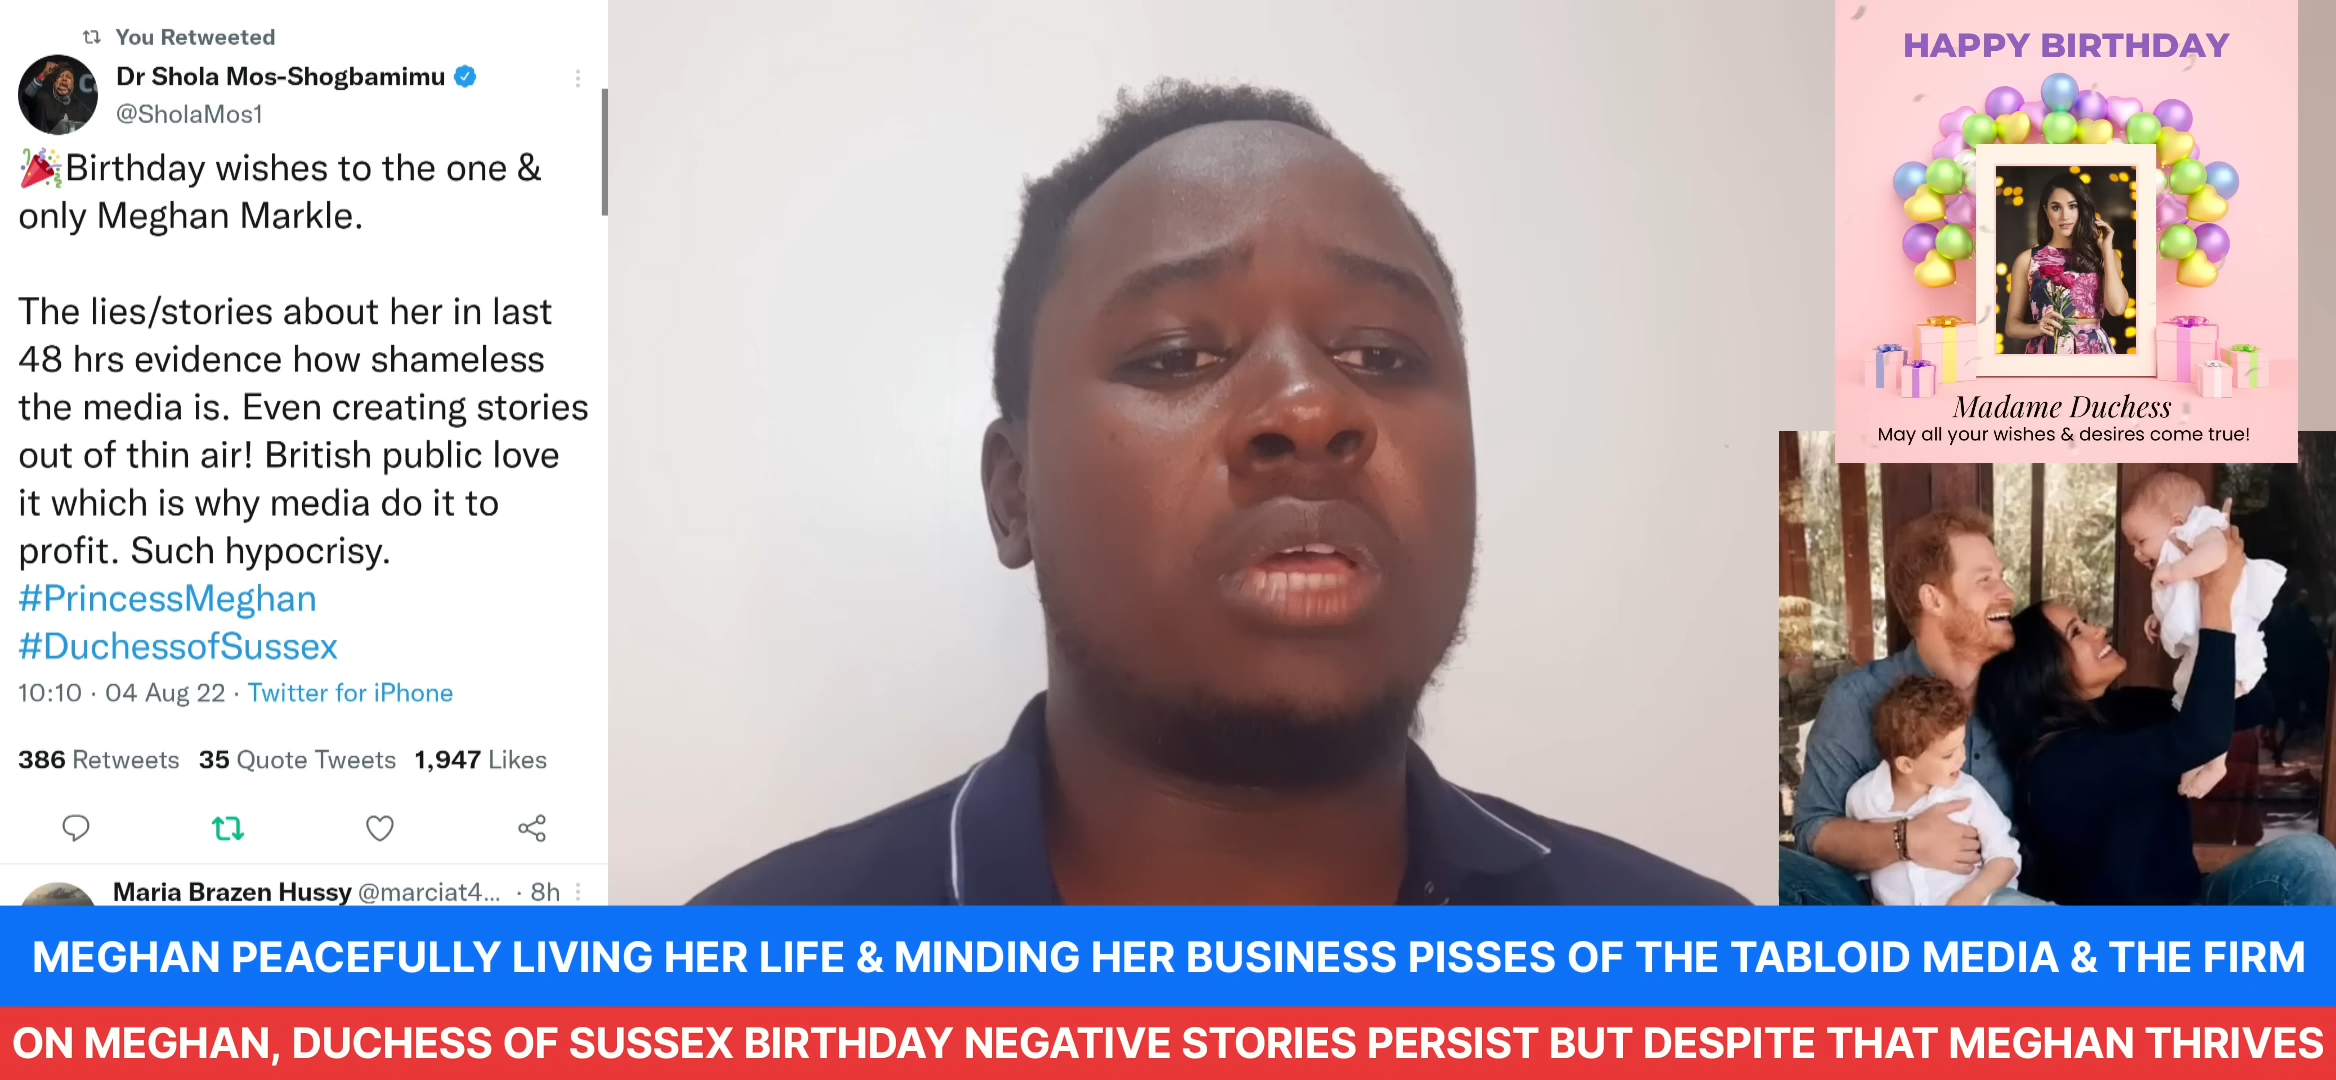 You Retweeted
Dr Shola Mos-Shogbamimu
@SholaMos1
🎉Birthday wishes to the one &
only Meghan Markle.
The lies/stories about her in last
48 hrs evidence how shameless
the media is. Even creating stories
out of thin air! British public love
it which is why media do it to
profit. Such hypocrisy.
#PrincessMeghan
#DuchessofSussex
10:10 · 04 Aug 22 · Twitter for iPhone
386 Retweets 35 Quote Tweets 1,947 Likes
Maria Brazen Hussy @marciat4... · 8h
HAPPY BIRTHDAY
Madame Duchess
May all your wishes & desires come true!
MEGHAN PEACEFULLY LIVING HER LIFE & MINDING HER BUSINESS PISSES OF THE TABLOID MEDIA & THE FIRM
ON MEGHAN, DUCHESS OF SUSSEX BIRTHDAY NEGATIVE STORIES PERSIST BUT DESPITE THAT MEGHAN THRIVES